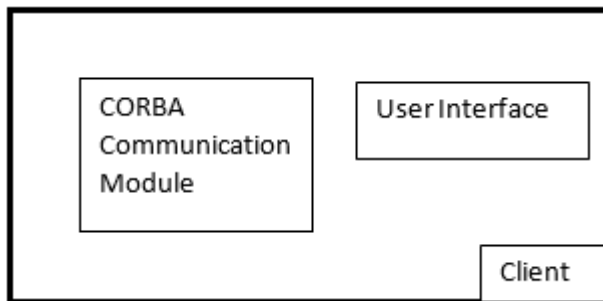 CORBA
Communication
Module
User Interface
Client